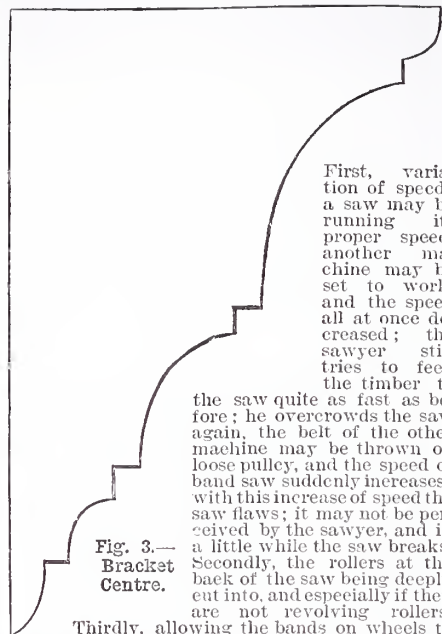 First, varia
tion of speed
a saw may b
running it
proper speed
another ma
chine may b
set to work
and the spee
all at once de
creased ; th
sawyer sti
tries to fee
the timber t
the saw quite as fast as be
fore ; he overcrowds the sav
again, the belt of the othe
machine may be thrown o
loose pulley, and the speed o
band saw suddenly increases
with this increase of speed th
saw flaws ; it may not be per
ceived by the sawyer, and i
a little while the saw breaks
Secondly, the rollers at th
back of the saw being deepl
cut into, and especially if the
are not revolving rollers
Thirdly, allowing the bands on wheels t
Fig. 3.—
Bracket
Centre.